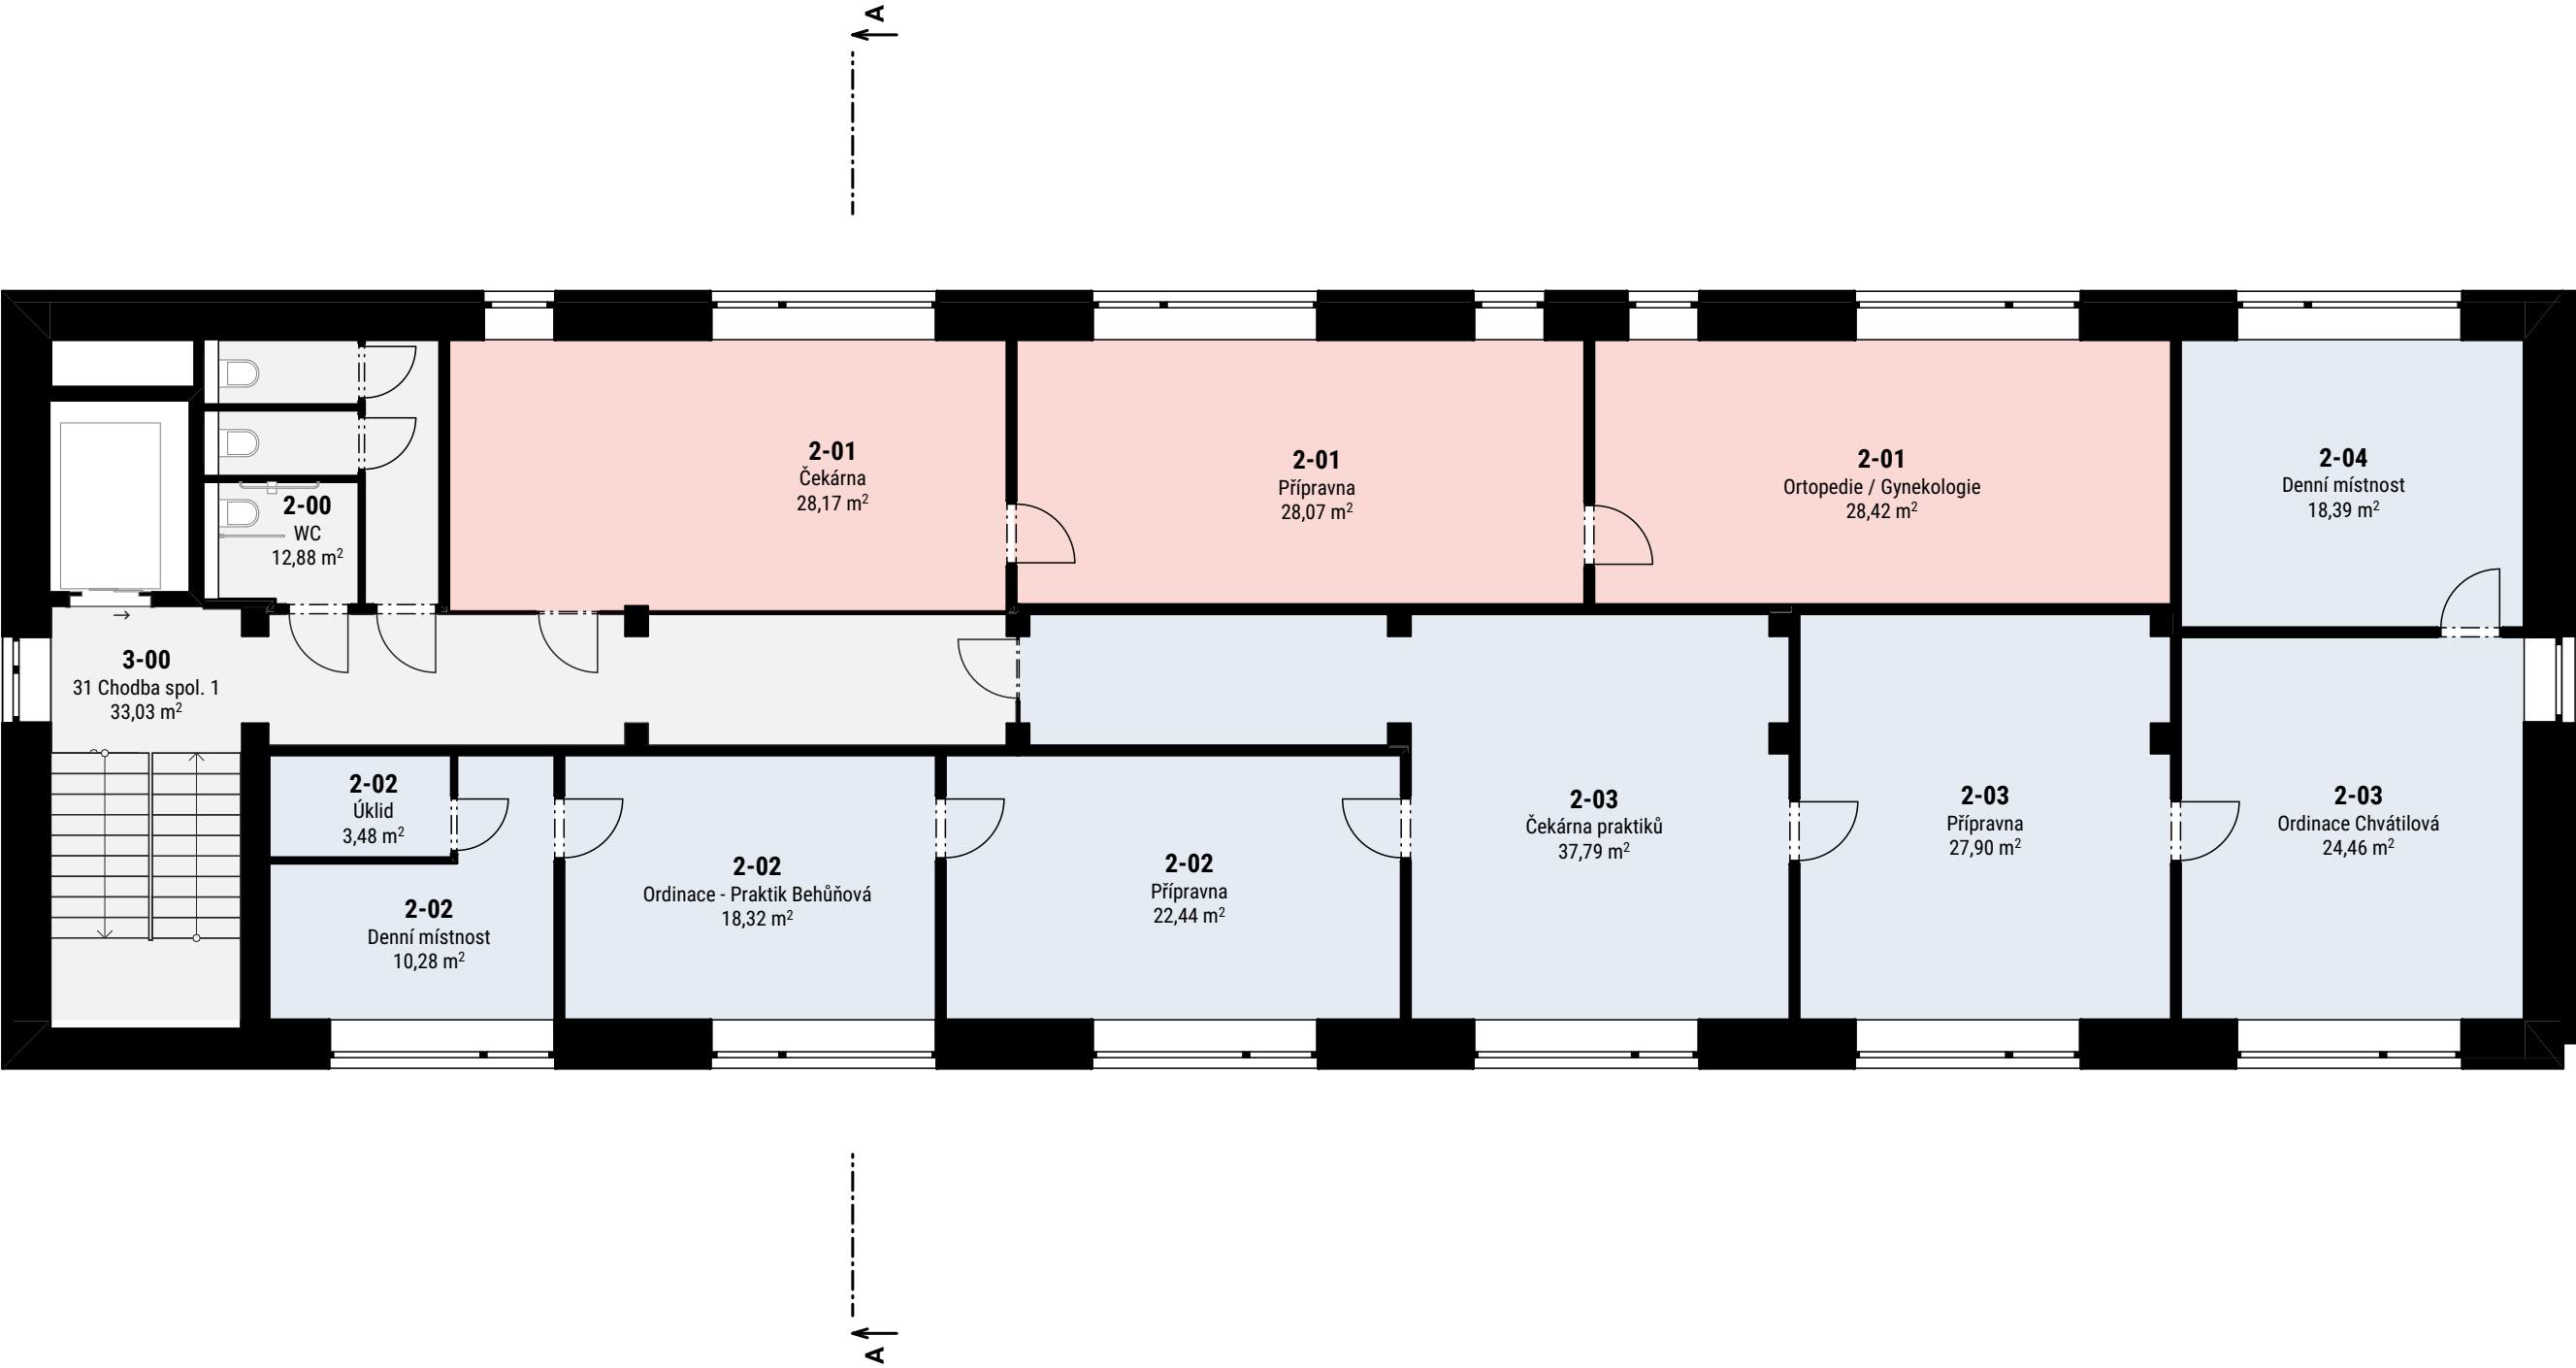 A
2-01
Čekárna
28,17 m²
2-01
Přípravna
28,07 m²
2-01
Ortopedie / Gynekologie
28,42 m²
2-04
Denní místnost
18,39 m²
2-00
WC
12,88 m²
3-00
31 Chodba spol. 1
33,03 m²
2-02
Úklid
3,48 m²
2-02
Denní místnost
10,28 m²
2-02
Ordinace - Praktik Behůňová
18,32 m²
2-02
Přípravna
22,44 m²
2-03
Čekárna praktiků
37,79 m²
2-03
Přípravna
27,90 m²
2-03
Ordinace Chvátilová
24,46 m²
A